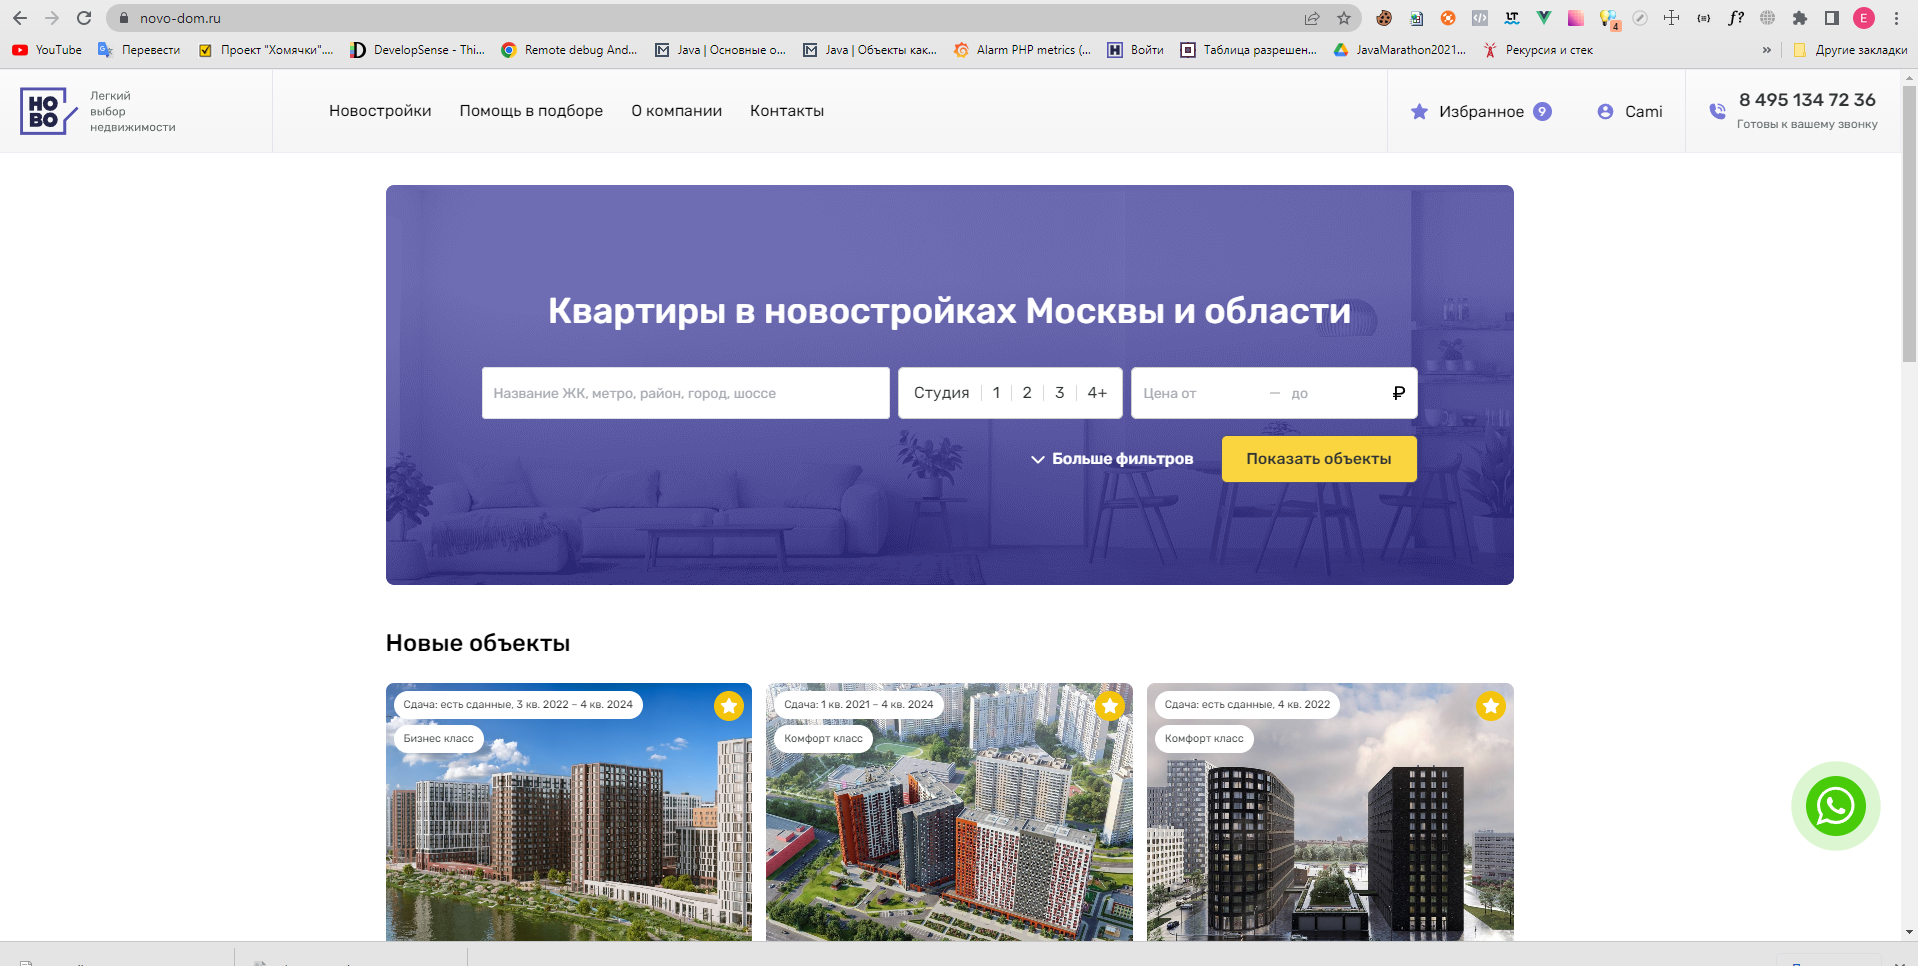 novo-dom.ru
4
E
YouTube
Перевести
Проект "Хомячки"....
DevelopSense - Thi...
Remote debug And...
Java | Основные о...
Java | Объекты как...
Alarm PHP metrics (...
Войти
Таблица разрешен...
JavaMarathon2021...
Рекурсия и стек
»
Другие закладки
НО
ВО
Легкий
выбор
недвижимости
Новостройки
Помощь в подборе
О компании
Контакты
Избранное 9
Cami
8 495 134 72 36
Готовы к вашему звонку
Квартиры в новостройках Москвы и области
Название ЖК, метро, район, город, шоссе
Студия 1 2 3 4+
Цена от — до ₽
Больше фильтров
Показать объекты
Новые объекты
Сдача: есть сданные, 3 кв. 2022 – 4 кв. 2024
Бизнес класс
Сдача: 1 кв. 2021 – 4 кв. 2024
Комфорт класс
Сдача: есть сданные, 4 кв. 2022
Комфорт класс